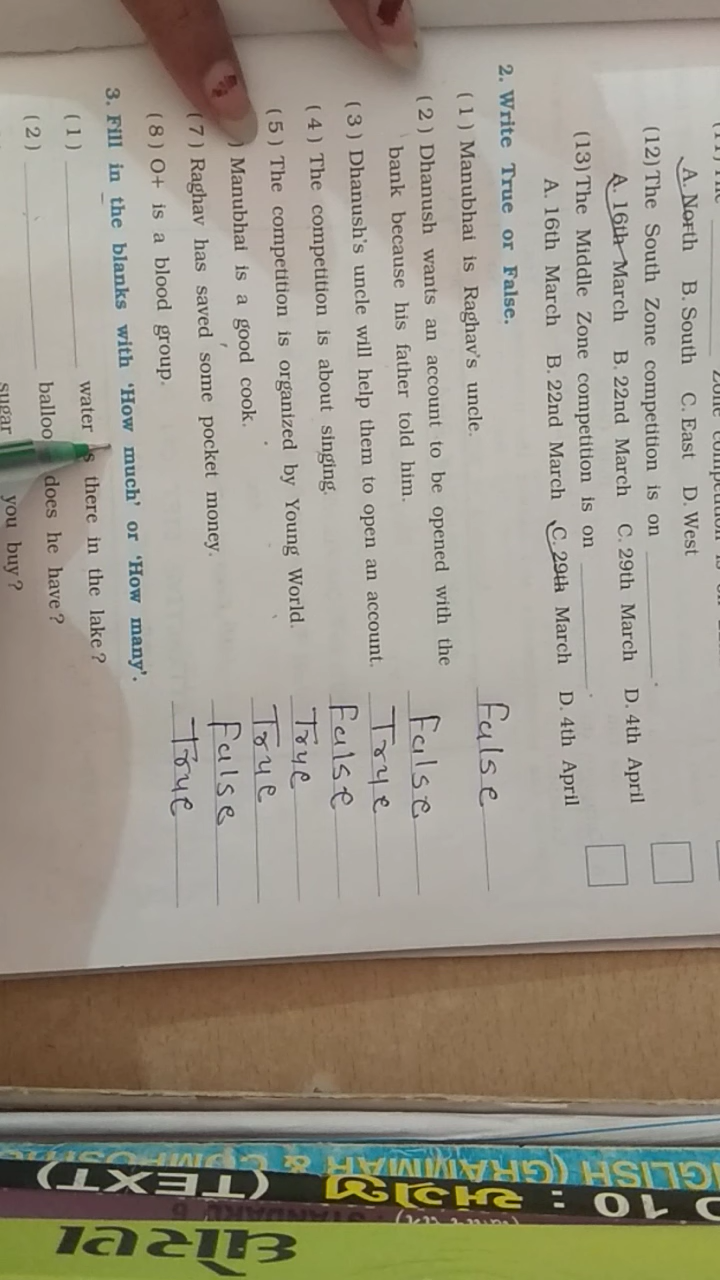 A. North B. South C. East D. West
(12) The South Zone competition is on ______.
A. 16th March B. 22nd March C. 29th March D. 4th April
(13) The Middle Zone competition is on ______.
A. 16th March B. 22nd March C. 29th March D. 4th April
2. Write True or False.
(1) Manubhai is Raghav's uncle. False
(2) Dhanush wants an account to be opened with the
bank because his father told him. False
(3) Dhanush's uncle will help them to open an account. True
(4) The competition is about singing. False
(5) The competition is organized by Young World. True
) Manubhai is a good cook. True
(7) Raghav has saved some pocket money. False
(8) O+ is a blood group. True
3. Fill in the blanks with 'How much' or 'How many'.
(1) ______ water is there in the lake?
(2) ______ does he have?
sugar you buy?
GLISH (GRAMMAR &
10 : અંગ્રેજી (TEXT)
STANDARD
ધોરણ